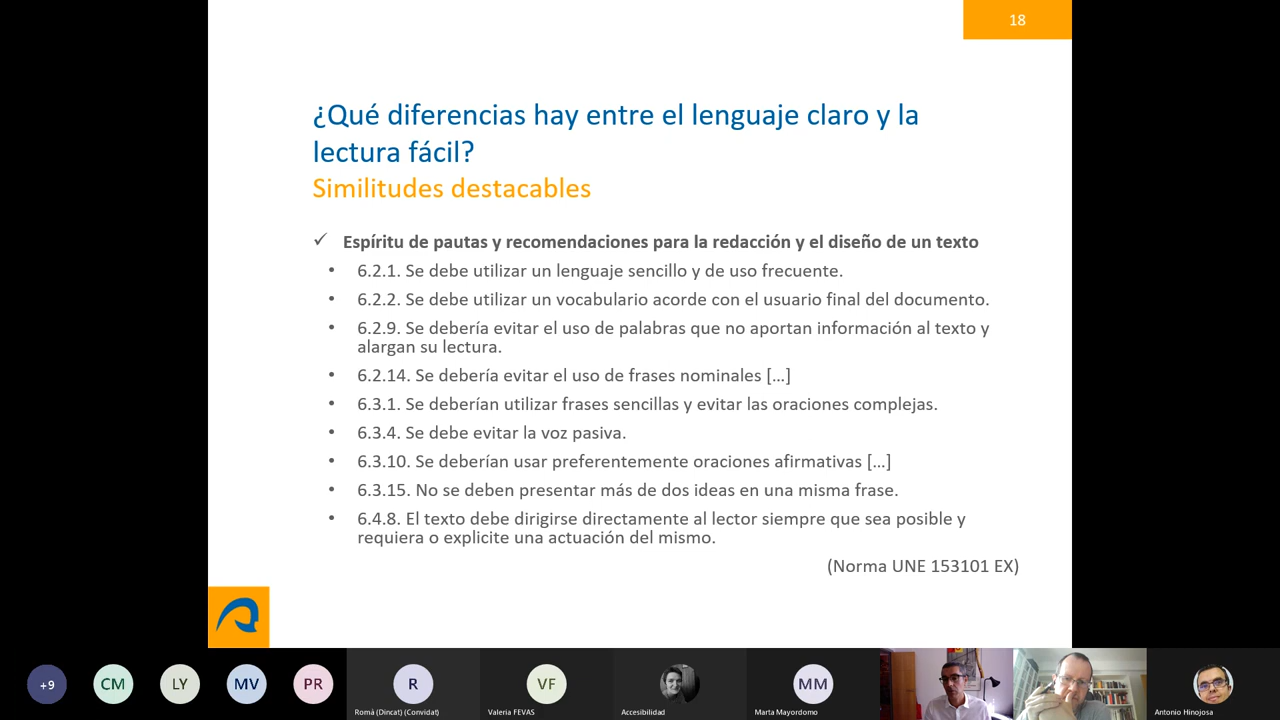 18
¿Qué diferencias hay entre el lenguaje claro y la
lectura fácil?
Similitudes destacables
✓ Espíritu de pautas y recomendaciones para la redacción y el diseño de un texto
• 6.2.1. Se debe utilizar un lenguaje sencillo y de uso frecuente.
• 6.2.2. Se debe utilizar un vocabulario acorde con el usuario final del documento.
• 6.2.9. Se debería evitar el uso de palabras que no aportan información al texto y
alargan su lectura.
• 6.2.14. Se debería evitar el uso de frases nominales […]
• 6.3.1. Se deberían utilizar frases sencillas y evitar las oraciones complejas.
• 6.3.4. Se debe evitar la voz pasiva.
• 6.3.10. Se deberían usar preferentemente oraciones afirmativas […]
• 6.3.15. No se deben presentar más de dos ideas en una misma frase.
• 6.4.8. El texto debe dirigirse directamente al lector siempre que sea posible y
requiera o explicite una actuación del mismo.
(Norma UNE 153101 EX)
+9 CM LY MV PR R VF MM
Romà (Dincat) (Convidat) Valeria FEVAS Accesibilidad Marta Mayordomo Antonio Hinojosa